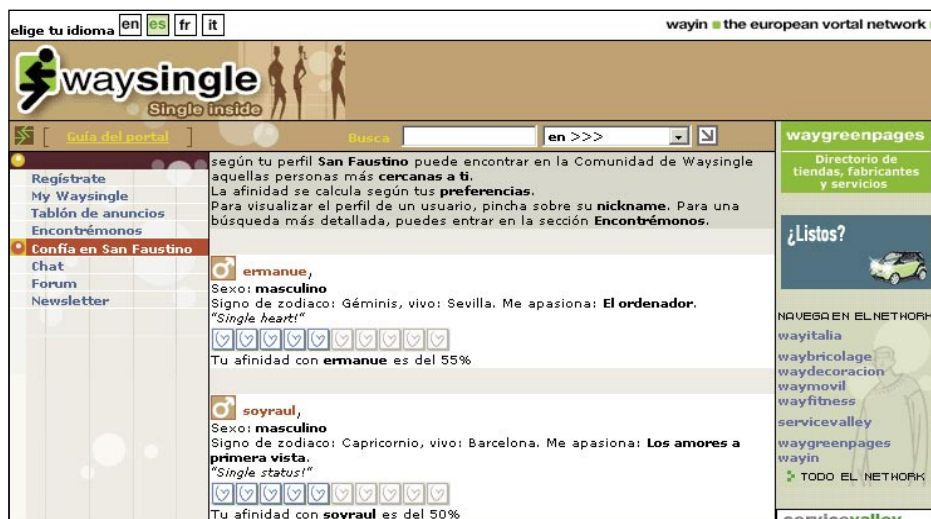 elige tu idioma en es fr it
wayin the european vortal network
waysingle
Single inside
[ Guía del portal ]
Busca
en >>>
Regístrate
My Waysingle
Tablón de anuncios
Encontrémonos
Confía en San Faustino
Chat
Forum
Newsletter
según tu perfil San Faustino puede encontrar en la Comunidad de Waysingle
aquellas personas más cercanas a ti.
La afinidad se calcula según tus preferencias.
Para visualizar el perfil de un usuario, pincha sobre su nickname. Para una
búsqueda más detallada, puedes entrar en la sección Encontrémonos.
ermanue,
Sexo: masculino
Signo de zodiaco: Géminis, vivo: Sevilla. Me apasiona: El ordenador.
"Single heart!"
Tu afinidad con ermanue es del 55%
soyraul,
Sexo: masculino
Signo de zodiaco: Capricornio, vivo: Barcelona. Me apasiona: Los amores a
primera vista.
"Single status!"
Tu afinidad con soyraul es del 50%
waygreenpages
Directorio de
tiendas, fabricantes
y servicios
¿Listos?
NAVEGA EN EL NETWORK
wayitalia
waybricolage
waydecoracion
waymovil
wayfitness
servicevalley
waygreenpages
wayin
TODO EL NETWORK
servicevalley